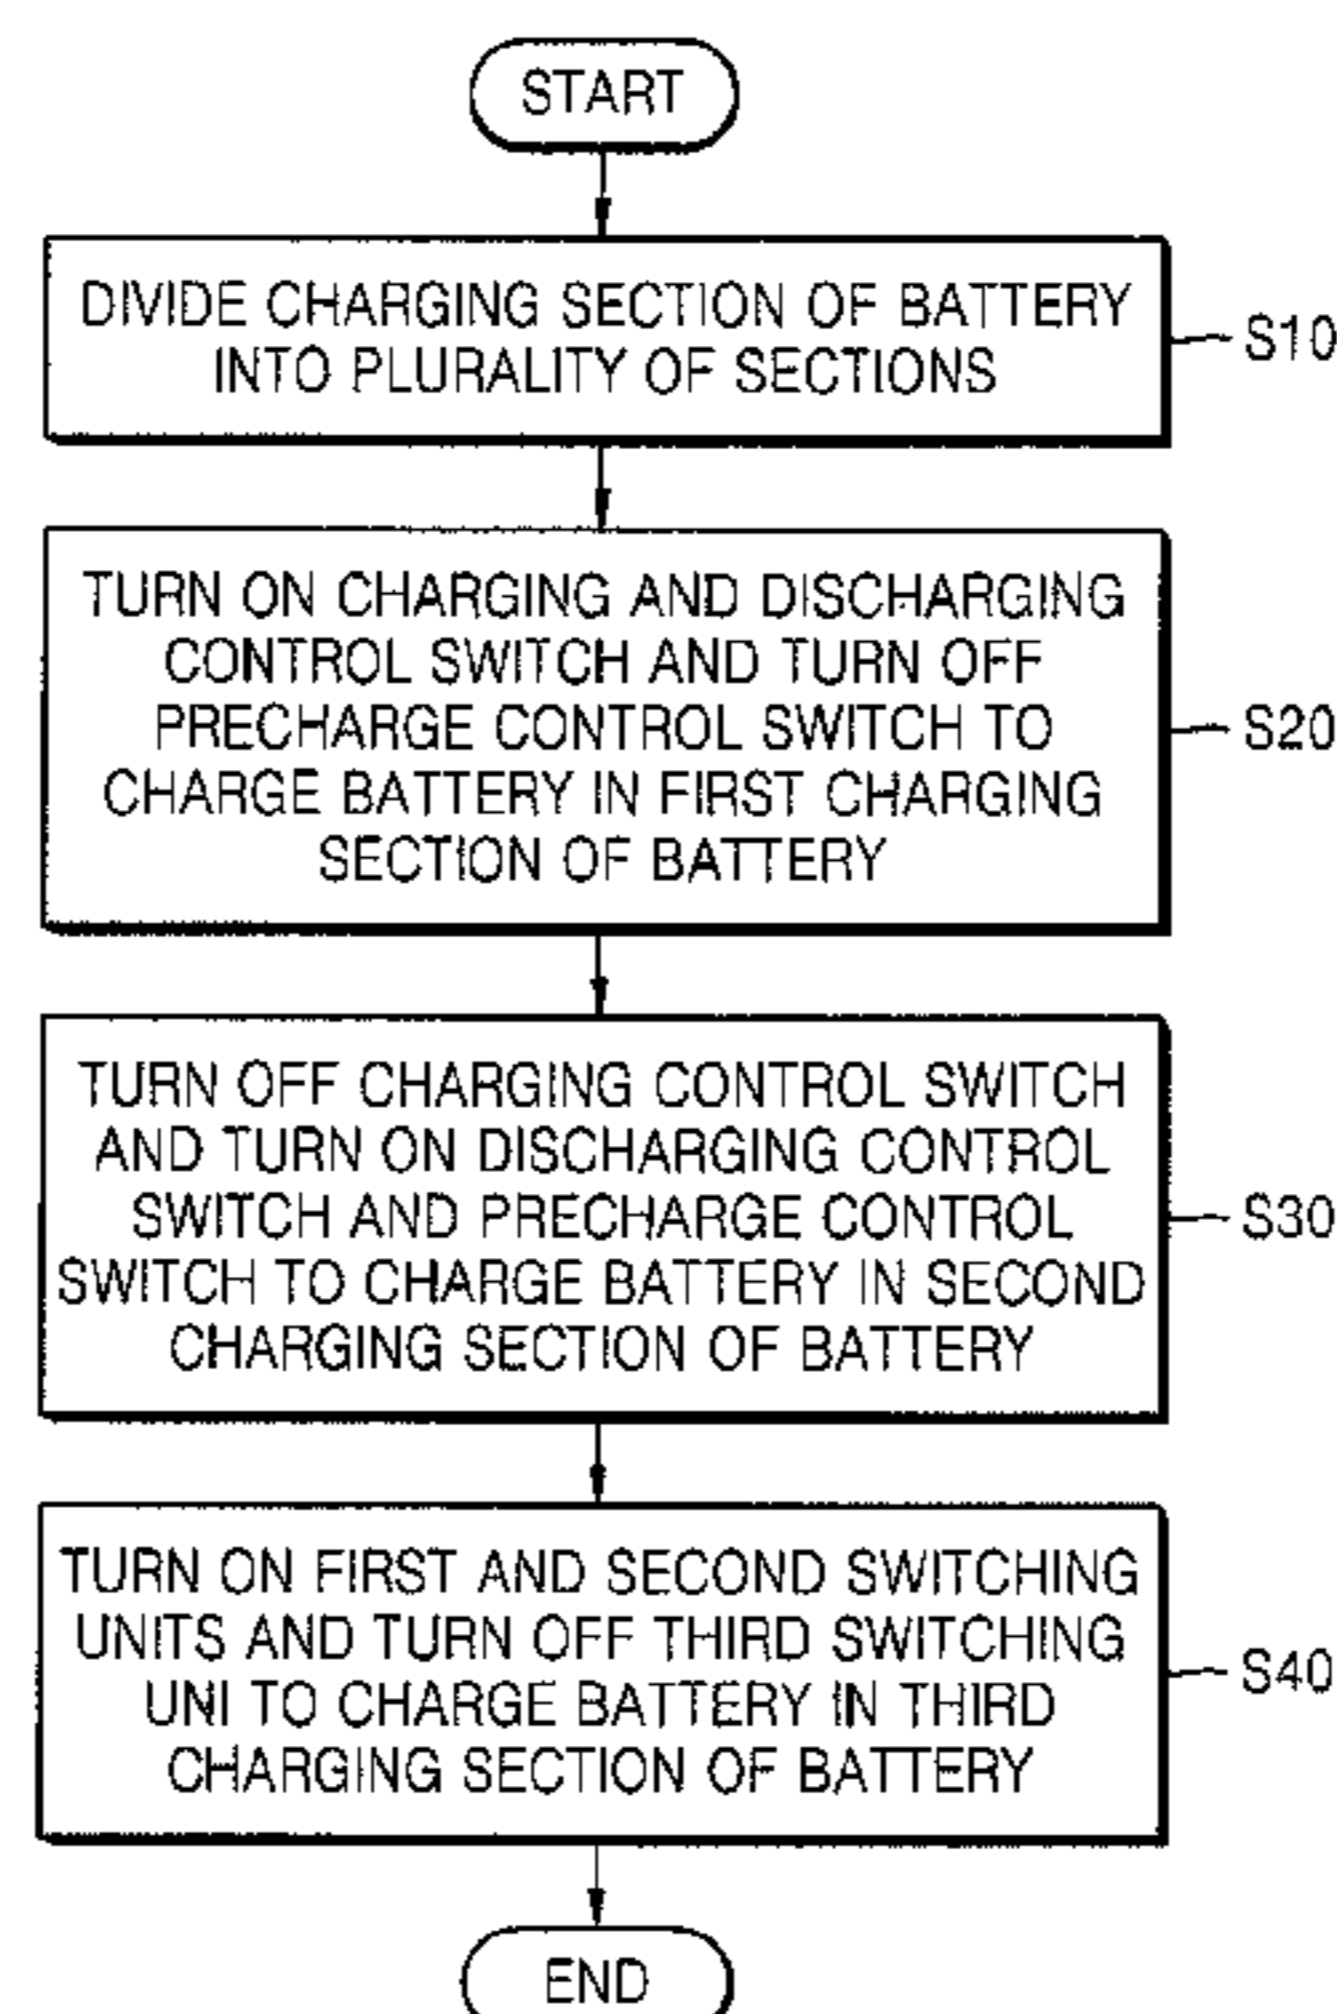 START
DIVIDE CHARGING SECTION OF BATTERY
INTO PLURALITY OF SECTIONS
S10
TURN ON CHARGING AND DISCHARGING
CONTROL SWITCH AND TURN OFF
PRECHARGE CONTROL SWITCH TO
CHARGE BATTERY IN FIRST CHARGING
SECTION OF BATTERY
S20
TURN OFF CHARGING CONTROL SWITCH
AND TURN ON DISCHARGING CONTROL
SWITCH AND PRECHARGE CONTROL
SWITCH TO CHARGE BATTERY IN SECOND
CHARGING SECTION OF BATTERY
S30
TURN ON FIRST AND SECOND SWITCHING
UNITS AND TURN OFF THIRD SWITCHING
UNI TO CHARGE BATTERY IN THIRD
CHARGING SECTION OF BATTERY
S40
END